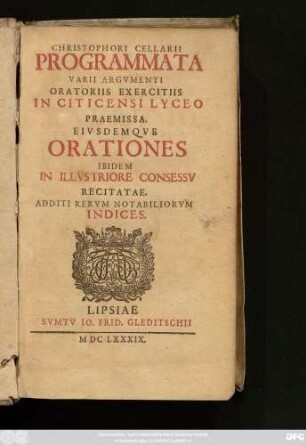 CHRISTOPHORI CELLARII
PROGRAMMATA
VARII ARGVMENTI
ORATORIIS EXERCITIIS
IN CITICENSI LYCEO
PRAEMISSA.
EIVSDEMQVE
ORATIONES
IBIDEM
IN ILLVSTRIORE CONSESSV
RECITATAE.
ADDITI RERVM NOTABILIORVM
INDICES.
LIPSIAE
SVMTV IO. FRID. GLEDITSCHII
M DC LXXXIX.
DFG